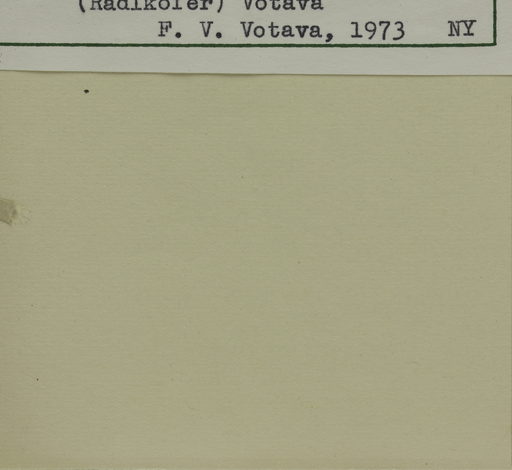 (Radlkofer) Votava
F. V. Votava, 1973 NY